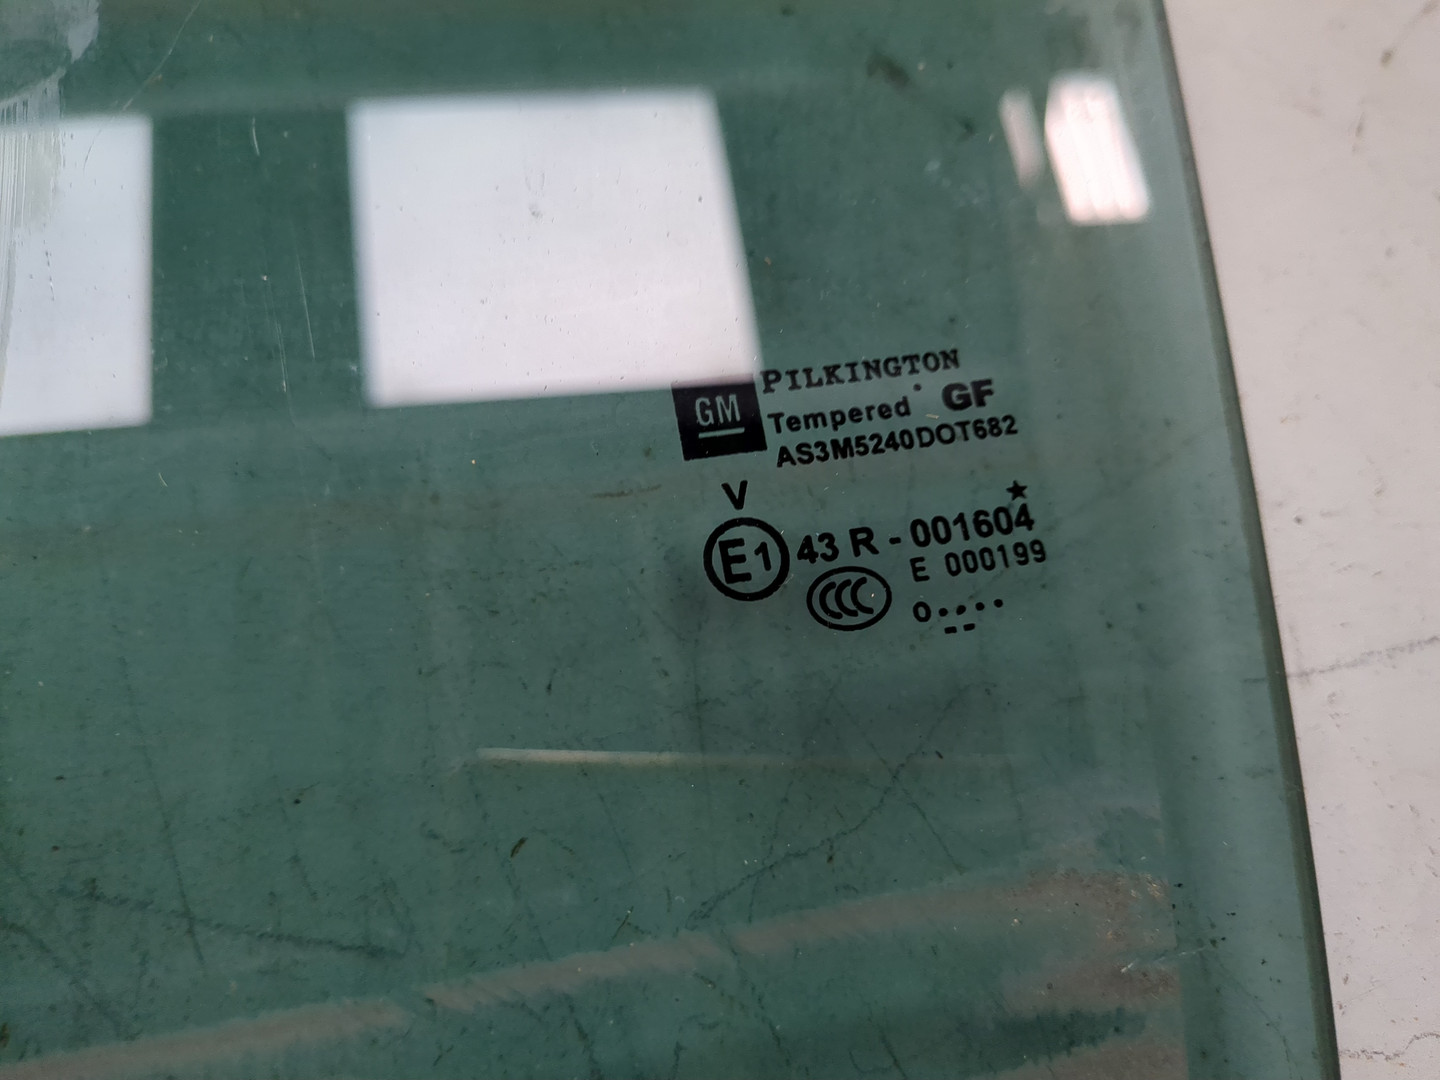 GM
PILKINGTON
Tempered GF
AS3M5240DOT682
V
E1 43 R - 001604
CCC E 000199